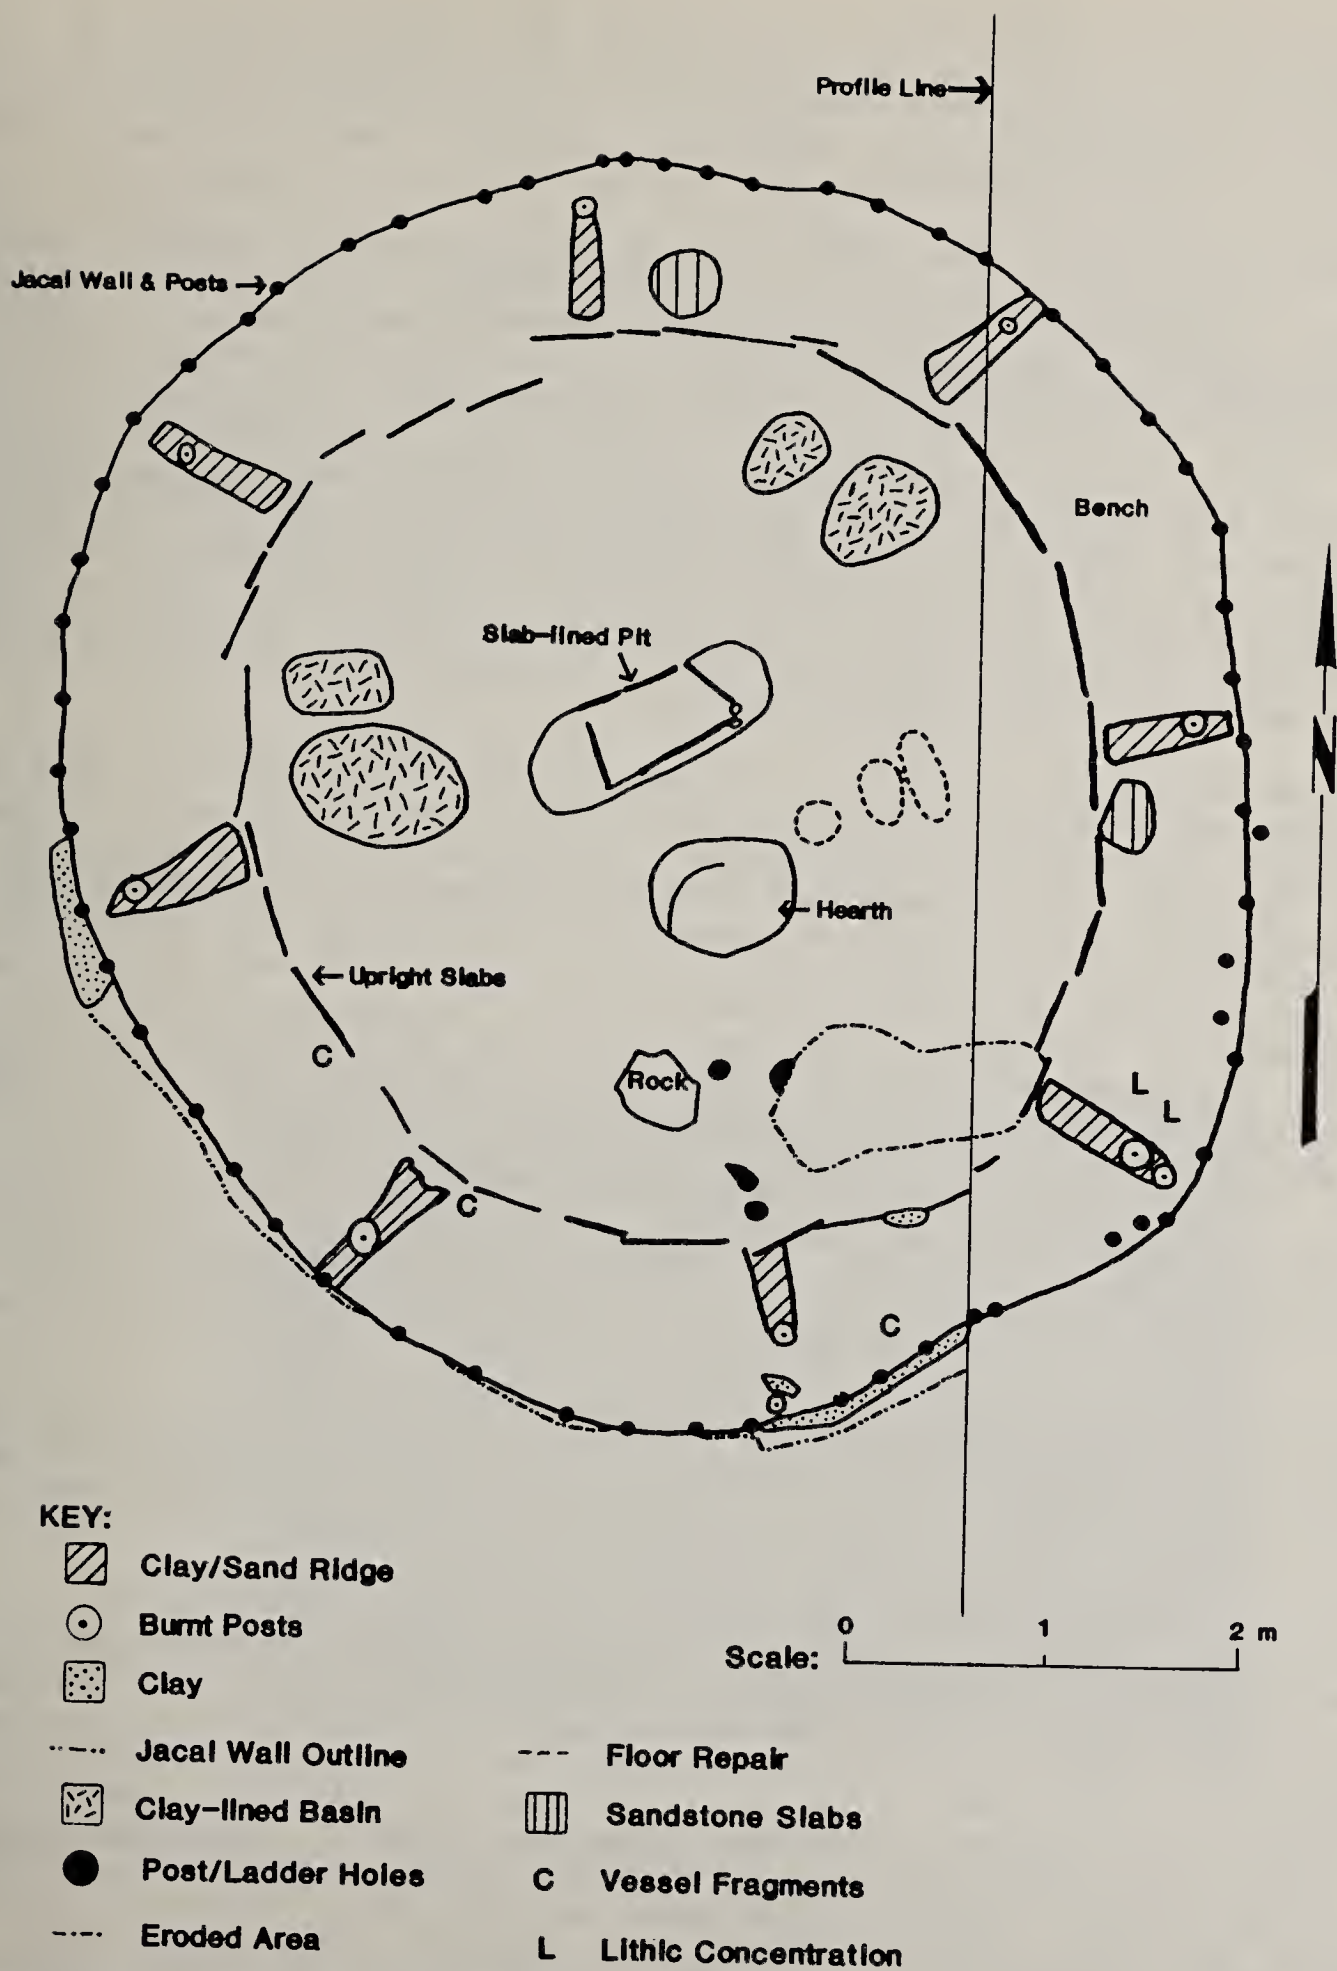 Profile Line
Jacal Wall & Posts
Bench
Slab-lined Pit
N
Hearth
Upright Slabs
C
Rock
L
L
C
C
KEY:
Clay/Sand Ridge
Burnt Posts
Clay
Jacal Wall Outline
Clay-lined Basin
Post/Ladder Holes
Eroded Area
Scale: 0 1 2 m
Floor Repair
Sandstone Slabs
C Vessel Fragments
L Lithic Concentration